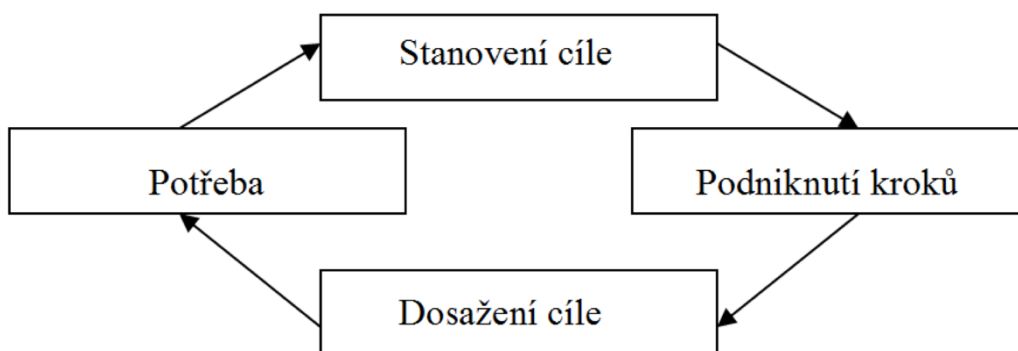 Stanovení cíle
Potřeba
Podniknutí kroků
Dosažení cíle